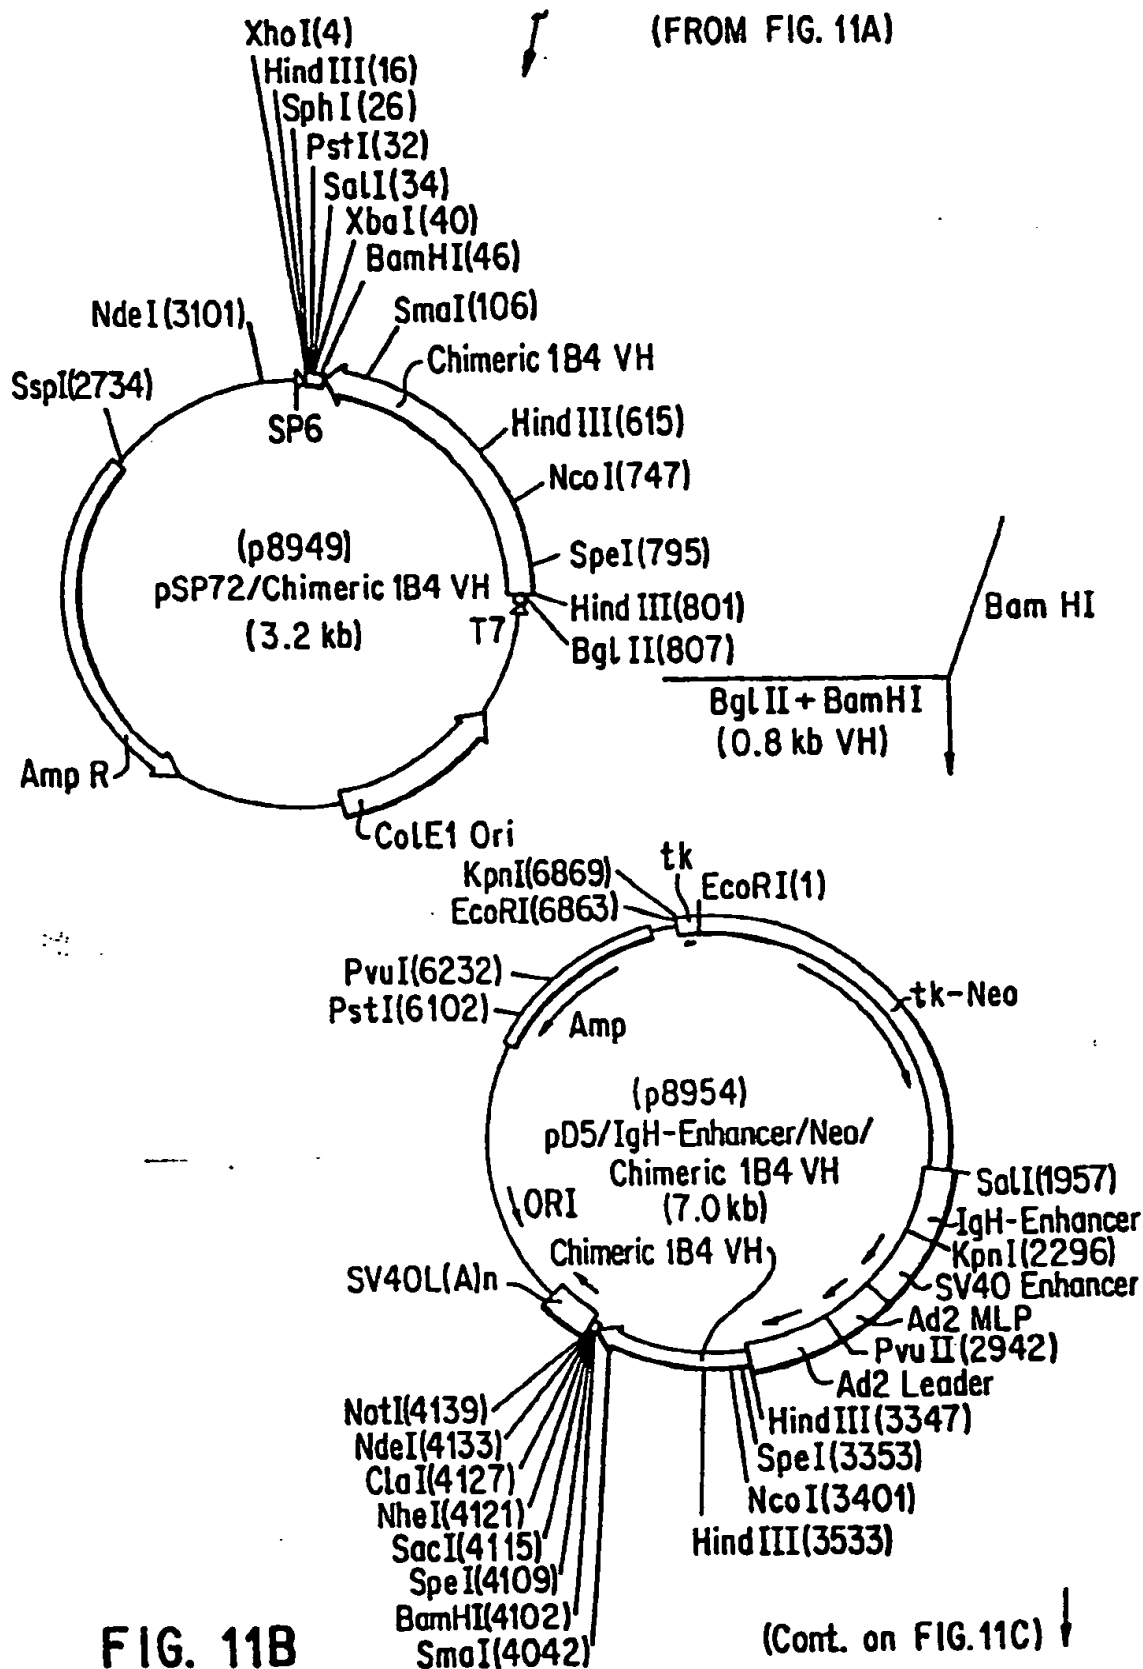 (FROM FIG. 11A)
XhoI(4)
HindIII(16)
SphI(26)
PstI(32)
SalI(34)
XbaI(40)
BamHI(46)
SmaI(106)
NdeI(3101)
Chimeric 1B4 VH
SspI(2734)
SP6
HindIII(615)
NcoI(747)
(p8949)
pSP72/Chimeric 1B4 VH
(3.2 kb)
SpeI(795)
HindIII(801)
T7
BglII(807)
Bam HI
BglII+BamHI
(0.8 kb VH)
Amp R
ColE1 Ori
tk
KpnI(6869)
EcoRI(1)
EcoRI(6863)
PvuI(6232)
PstI(6102)
Amp
tk-Neo
(p8954)
pD5/IgH-Enhancer/Neo/
Chimeric 1B4 VH
(7.0 kb)
SalI(1957)
ORI
IgH-Enhancer
Chimeric 1B4 VH
KpnI(2296)
SV40L(A)n
SV40 Enhancer
Ad2 MLP
PvuII(2942)
Ad2 Leader
NotI(4139)
HindIII(3347)
NdeI(4133)
SpeI(3353)
ClaI(4127)
NcoI(3401)
NheI(4121)
HindIII(3533)
SacI(4115)
SpeI(4109)
BamHI(4102)
SmaI(4042)
FIG. 11B
(Cont. on FIG.11C)